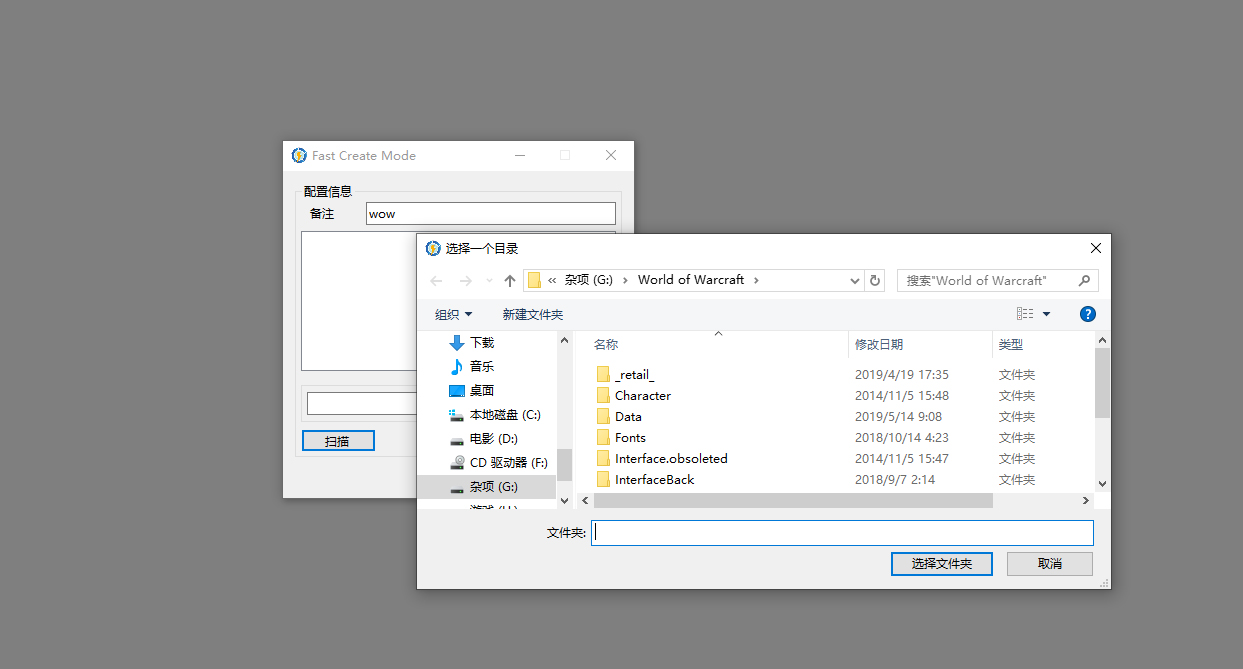 Fast Create Mode
配置信息
备注
wow
扫描
选择一个目录
« 杂项 (G:) › World of Warcraft ›
搜索"World of Warcraft"
组织
新建文件夹
下载
音乐
桌面
本地磁盘 (C:)
电影 (D:)
CD 驱动器 (F:)
杂项 (G:)
名称 修改日期 类型
_retail_ 2019/4/19 17:35 文件夹
Character 2014/11/5 15:48 文件夹
Data 2019/5/14 9:08 文件夹
Fonts 2018/10/14 4:23 文件夹
Interface.obsoleted 2014/11/5 15:47 文件夹
InterfaceBack 2018/9/7 2:14 文件夹
文件夹:
选择文件夹
取消